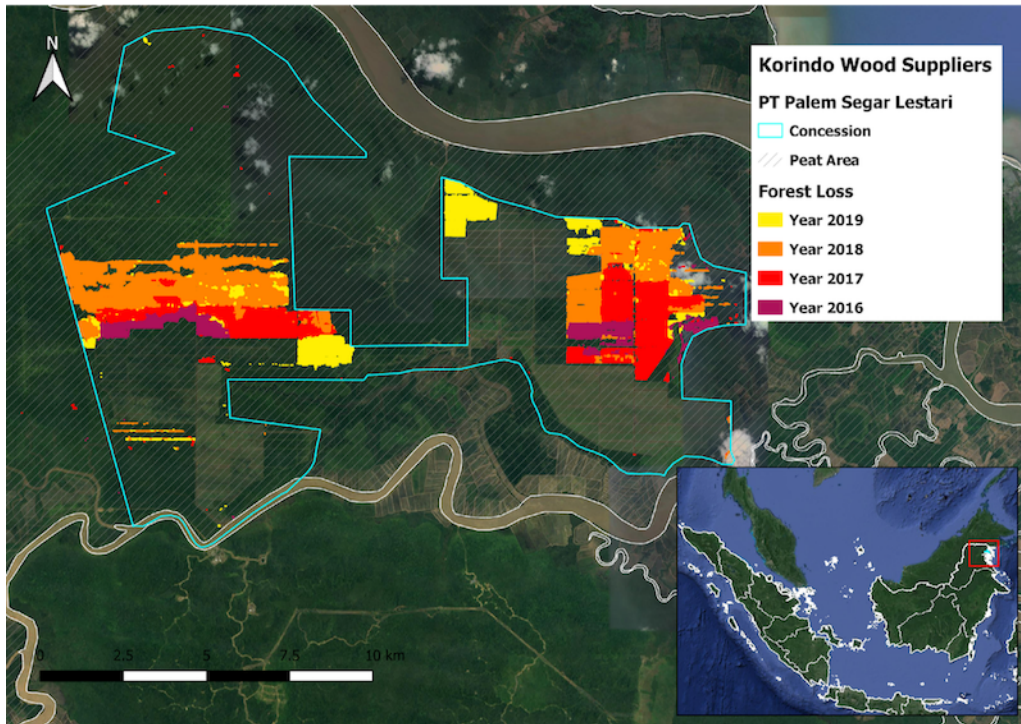 N
Korindo Wood Suppliers
PT Palem Segar Lestari
Concession
Peat Area
Forest Loss
Year 2019
Year 2018
Year 2017
Year 2016
0 2.5 5 7.5 10 km